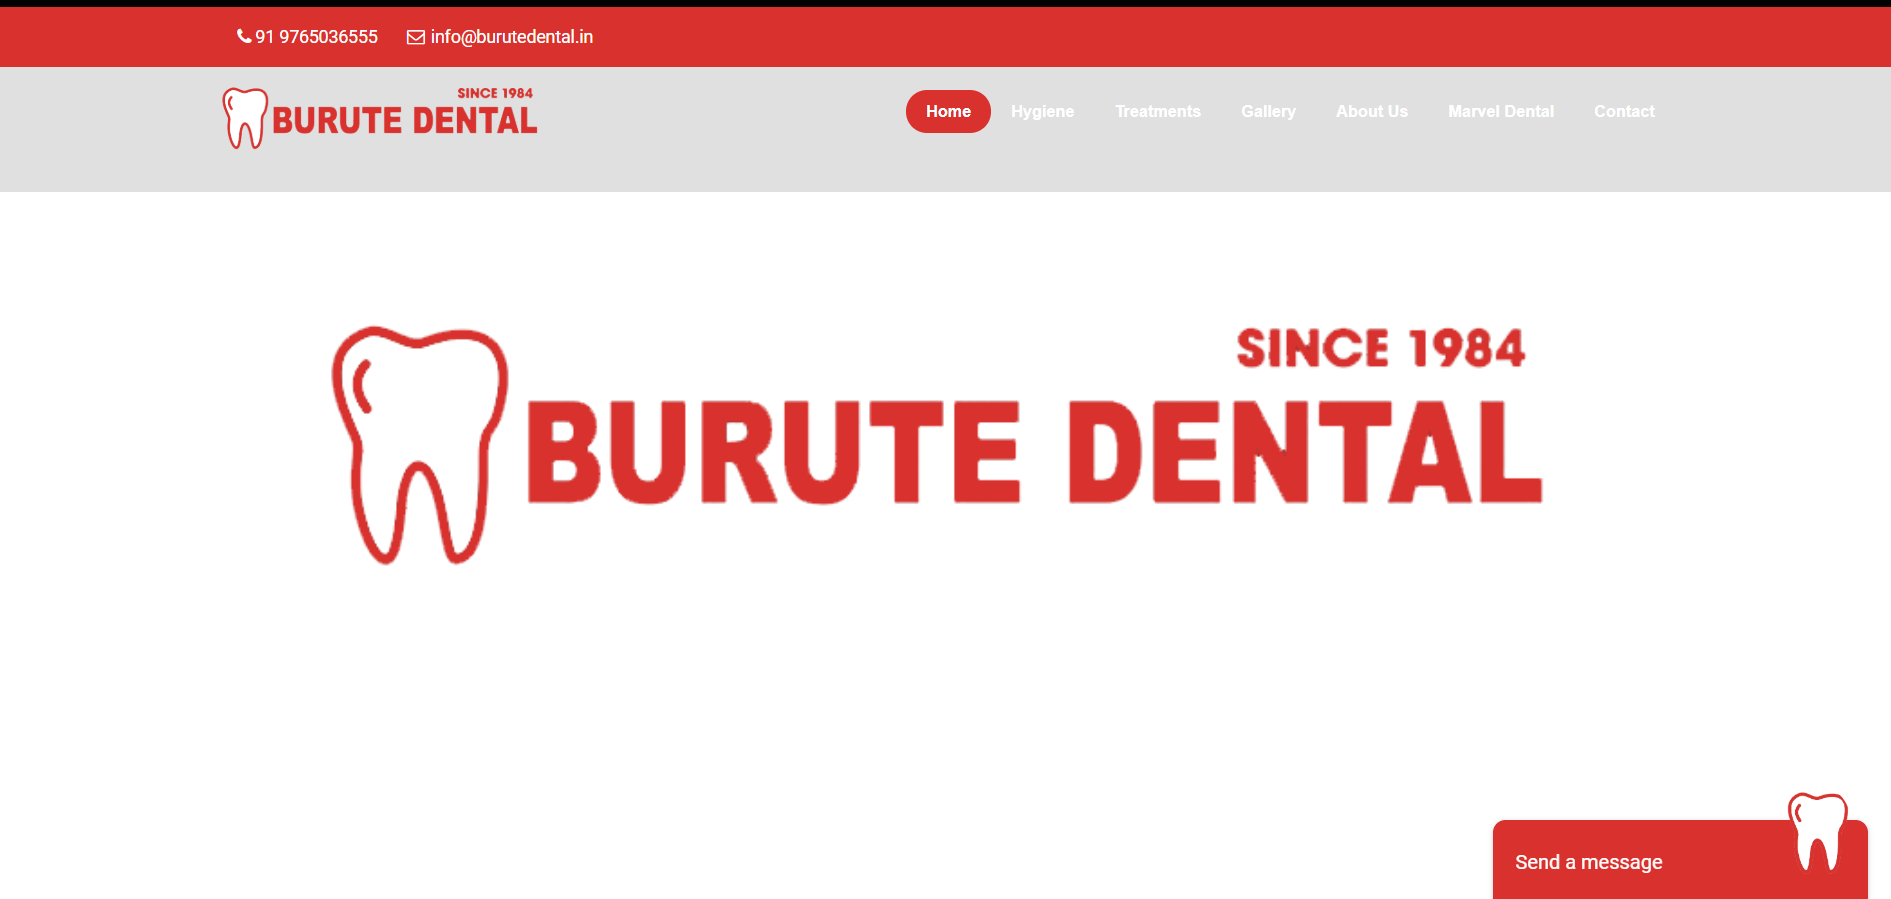 91 9765036555 info@burutedental.in
SINCE 1984
BURUTE DENTAL
Home Hygiene Treatments Gallery About Us Marvel Dental Contact
SINCE 1984
BURUTE DENTAL
Send a message